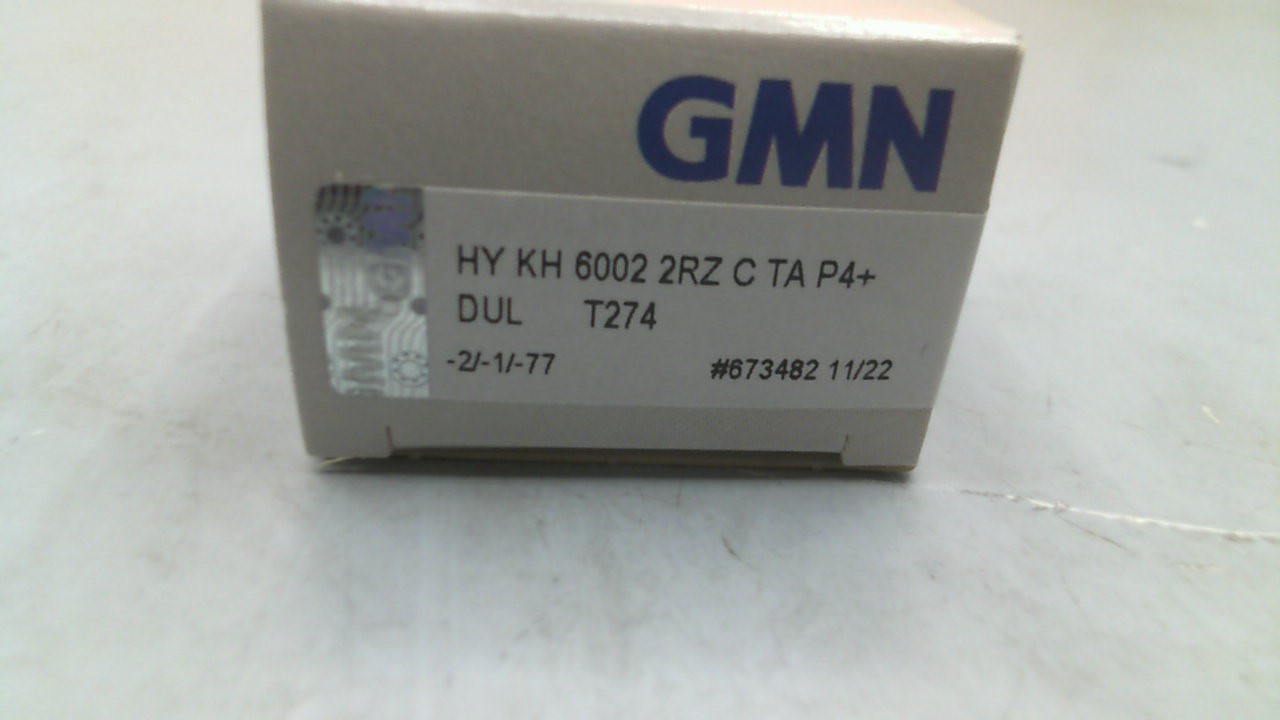 GMN
HY KH 6002 2RZ C TA P4+
DUL T274
-2/-1/-77 #673482 11/22